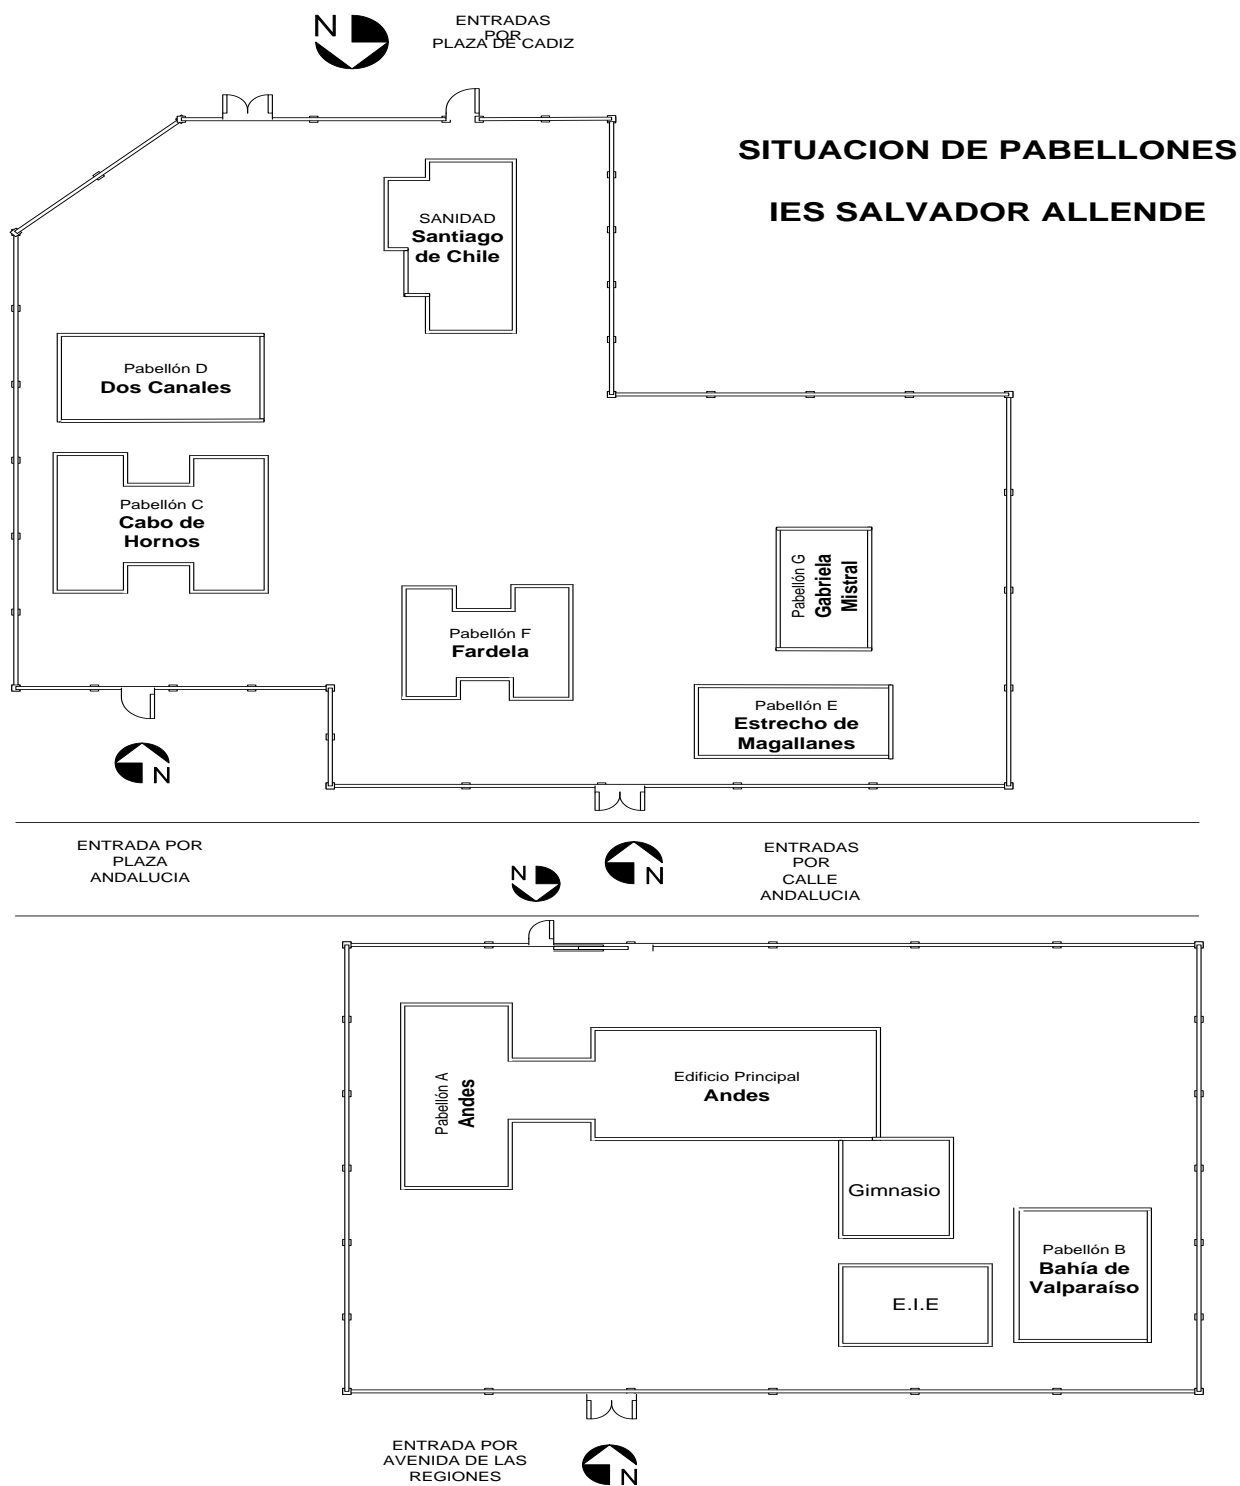 N
ENTRADAS
POR
PLAZA DE CADIZ
SITUACION DE PABELLONES
IES SALVADOR ALLENDE
SANIDAD
Santiago
de Chile
Pabellón D
Dos Canales
Pabellón C
Cabo de
Hornos
Pabellón F
Fardela
Pabellón G
Gabriela
Mistral
Pabellón E
Estrecho de
Magallanes
N
ENTRADA POR
PLAZA
ANDALUCIA
N
N
ENTRADAS
POR
CALLE
ANDALUCIA
Pabellón A
Andes
Edificio Principal
Andes
Gimnasio
E.I.E
Pabellón B
Bahía de
Valparaíso
ENTRADA POR
AVENIDA DE LAS
REGIONES
N